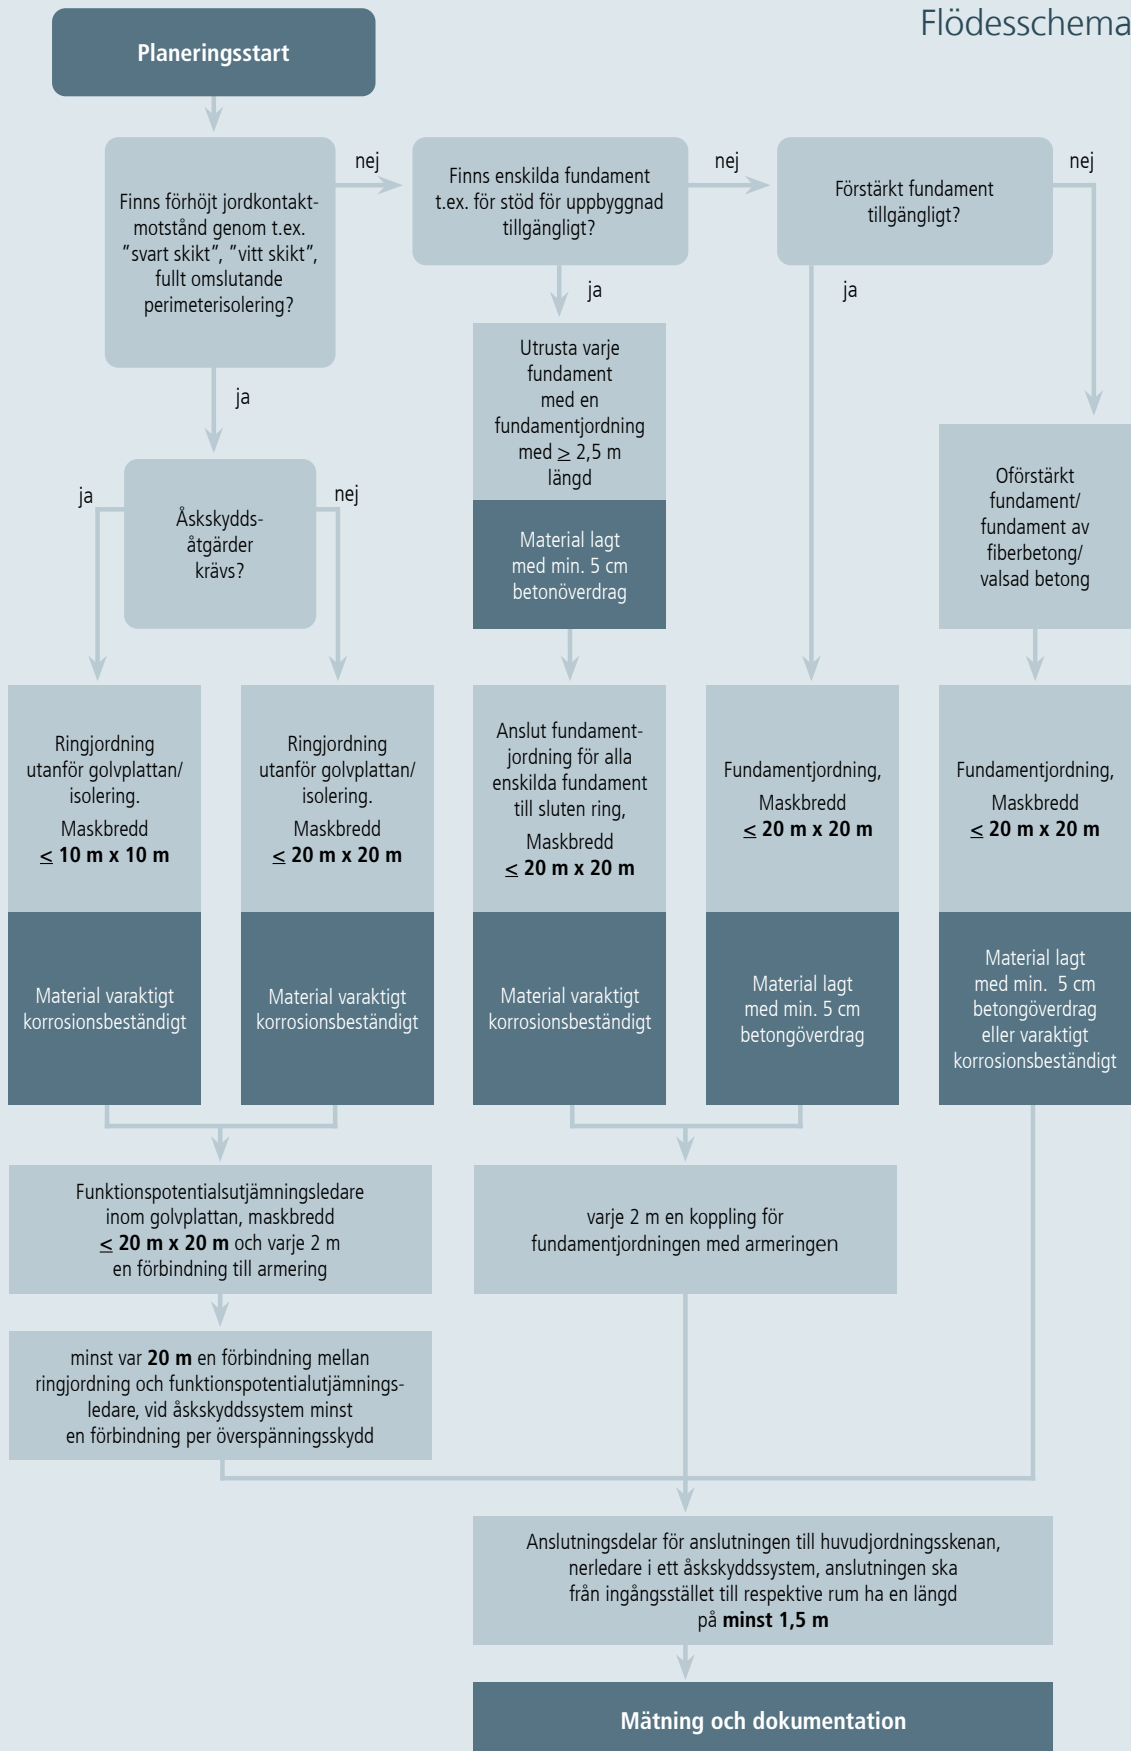 Flödesschema
Planeringsstart
Finns förhöjt jordkontakt-
motstånd genom t.ex.
"svart skikt", "vitt skikt",
fullt omslutande
perimeterisolering?
nej
Finns enskilda fundament
t.ex. för stöd för uppbyggnad
tillgängligt?
nej
Förstärkt fundament
tillgängligt?
nej
ja
ja
ja
Utrusta varje
fundament
med en
fundamentjordning
med ≥ 2,5 m
längd
Material lagt
med min. 5 cm
betonöverdrag
Oförstärkt
fundament/
fundament av
fiberbetong/
valsad betong
ja
Åskskydds-
åtgärder
krävs?
nej
Ringjordning
utanför golvplattan/
isolering.
Maskbredd
≤ 10 m x 10 m
Material varaktigt
korrosionsbeständigt
Ringjordning
utanför golvplattan/
isolering.
Maskbredd
≤ 20 m x 20 m
Material varaktigt
korrosionsbeständigt
Anslut fundament-
jordning för alla
enskilda fundament
till sluten ring,
Maskbredd
≤ 20 m x 20 m
Material varaktigt
korrosionsbeständigt
Fundamentjordning,
Maskbredd
≤ 20 m x 20 m
Material lagt
med min. 5 cm
betongöverdrag
Fundamentjordning,
Maskbredd
≤ 20 m x 20 m
Material lagt
med min. 5 cm
betongöverdrag
eller varaktigt
korrosionsbeständigt
Funktionspotentialsutjämningsledare
inom golvplattan, maskbredd
≤ 20 m x 20 m och varje 2 m
en förbindning till armering
varje 2 m en koppling för
fundamentjordningen med armeringen
minst var 20 m en förbindning mellan
ringjordning och funktionspotentialutjämnings-
ledare, vid åskskyddssystem minst
en förbindning per överspänningsskydd
Anslutningsdelar för anslutningen till huvudjordningsskenan,
nerledare i ett åskskyddssystem, anslutningen ska
från ingångsstället till respektive rum ha en längd
på minst 1,5 m
Mätning och dokumentation